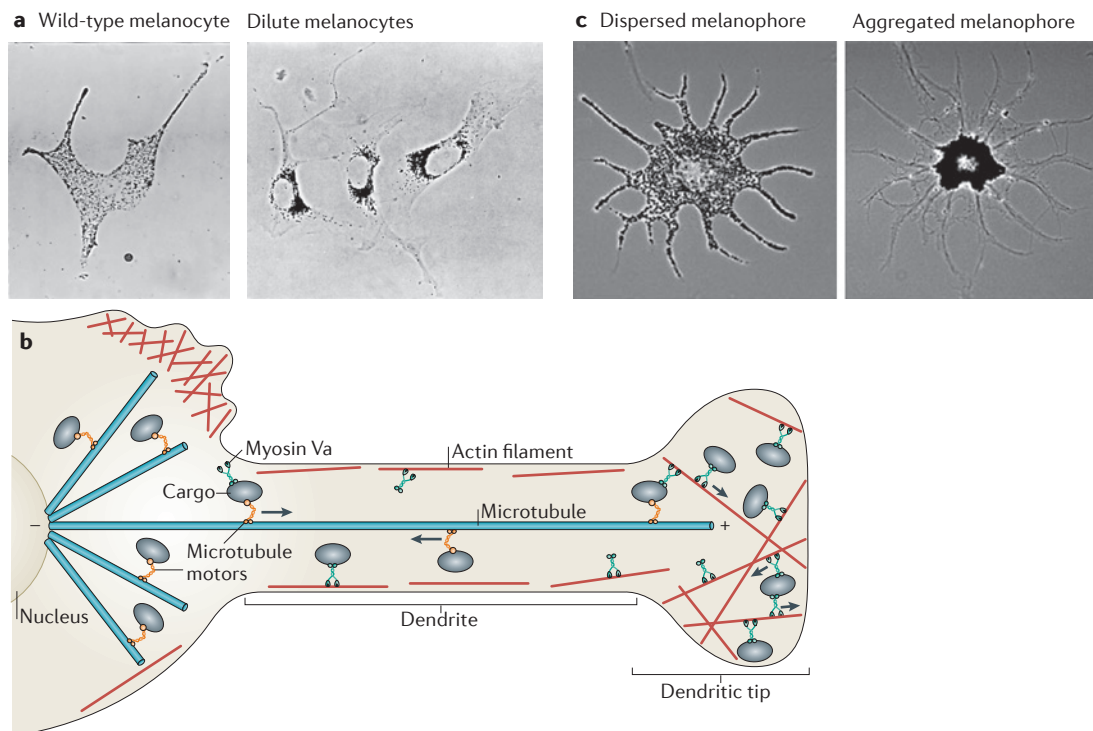 a Wild-type melanocyte
Dilute melanocytes
c Dispersed melanophore
Aggregated melanophore
b
Myosin Va
Actin filament
Cargo
Microtubule
−
+
Microtubule
motors
Nucleus
Dendrite
Dendritic tip